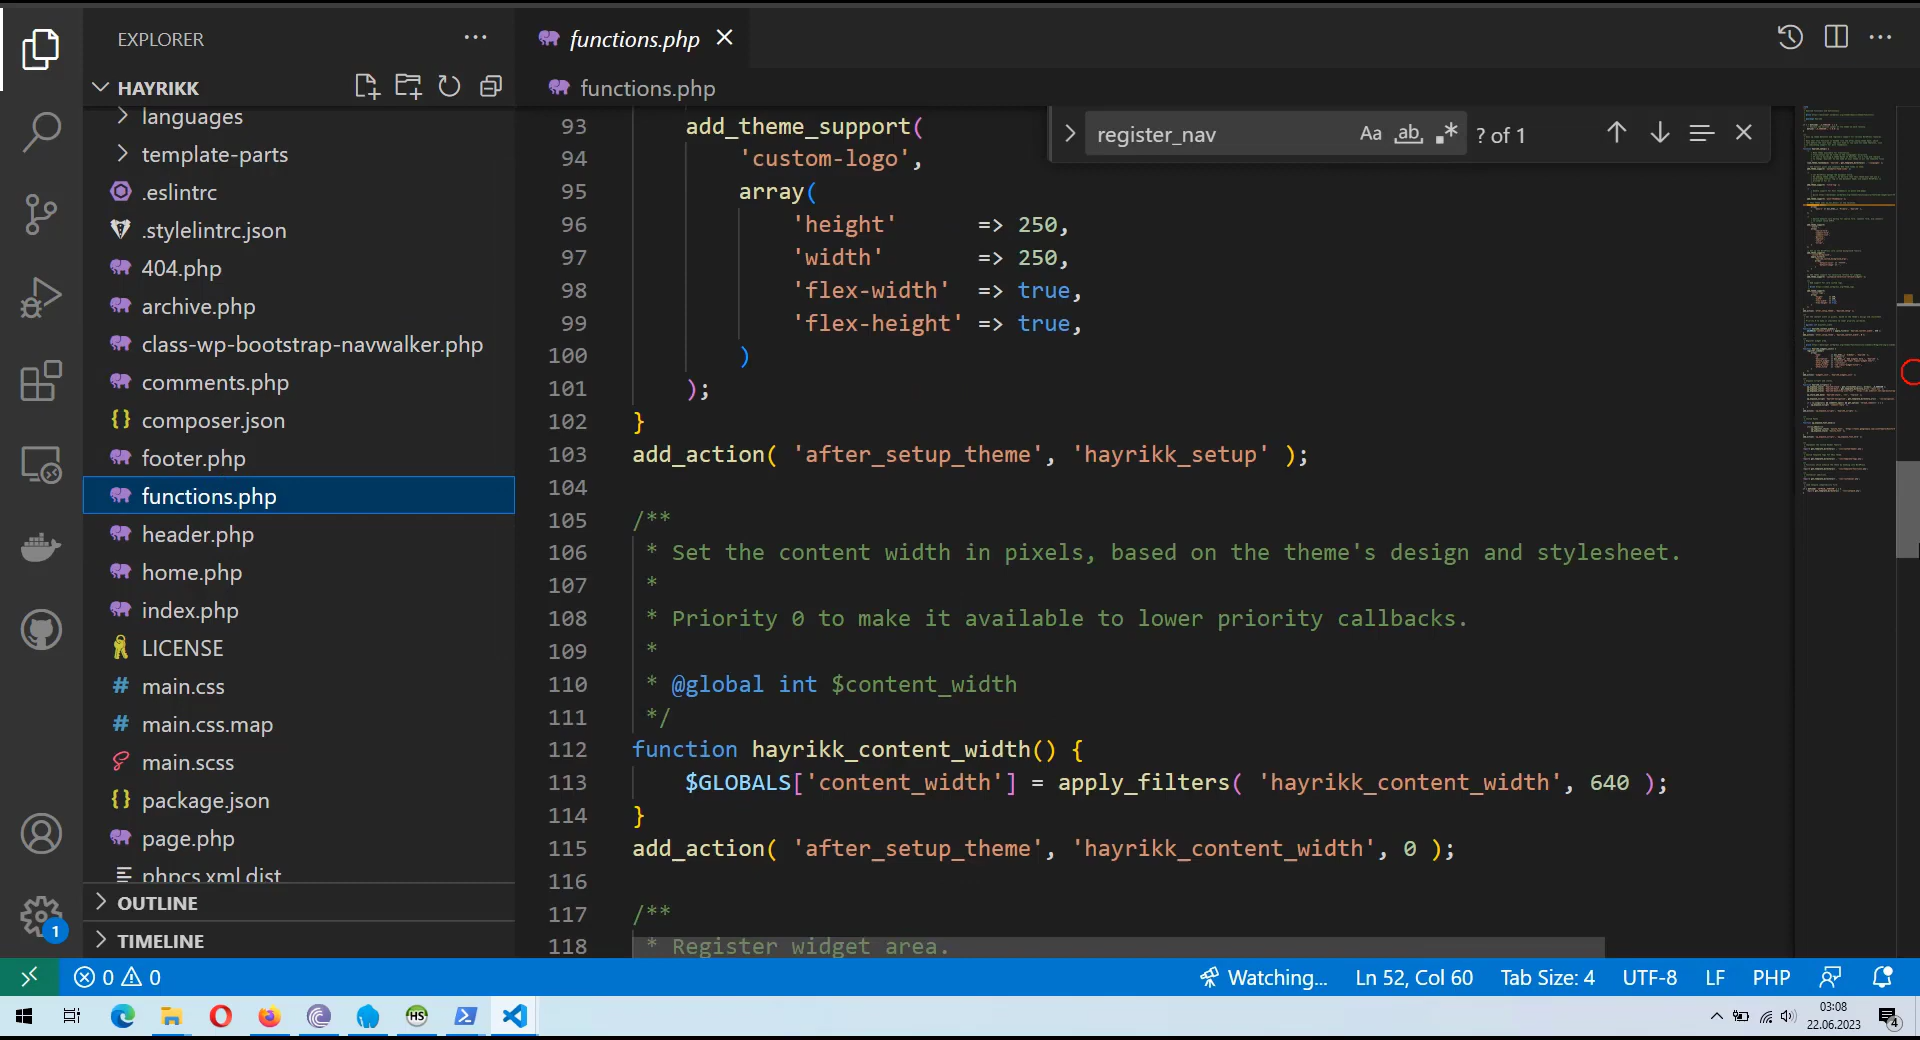 EXPLORER
HAYRIKK
languages
template-parts
.eslintrc
.stylelintrc.json
404.php
archive.php
class-wp-bootstrap-navwalker.php
comments.php
composer.json
footer.php
functions.php
header.php
home.php
index.php
LICENSE
main.css
main.css.map
main.scss
package.json
page.php
phpcs.xml.dist
OUTLINE
TIMELINE
functions.php
functions.php
register_nav Aa ab ? of 1
93 add_theme_support(
94 'custom-logo',
95 array(
96 'height' => 250,
97 'width' => 250,
98 'flex-width' => true,
99 'flex-height' => true,
100 )
101 );
102 }
103 add_action( 'after_setup_theme', 'hayrikk_setup' );
104
105 /**
106 * Set the content width in pixels, based on the theme's design and stylesheet.
107 *
108 * Priority 0 to make it available to lower priority callbacks.
109 *
110 * @global int $content_width
111 */
112 function hayrikk_content_width() {
113 $GLOBALS['content_width'] = apply_filters( 'hayrikk_content_width', 640 );
114 }
115 add_action( 'after_setup_theme', 'hayrikk_content_width', 0 );
116
117 /**
118 * Register widget area.
1
0 0 Watching... Ln 52, Col 60 Tab Size: 4 UTF-8 LF PHP
HS
03:08
22.06.2023
4